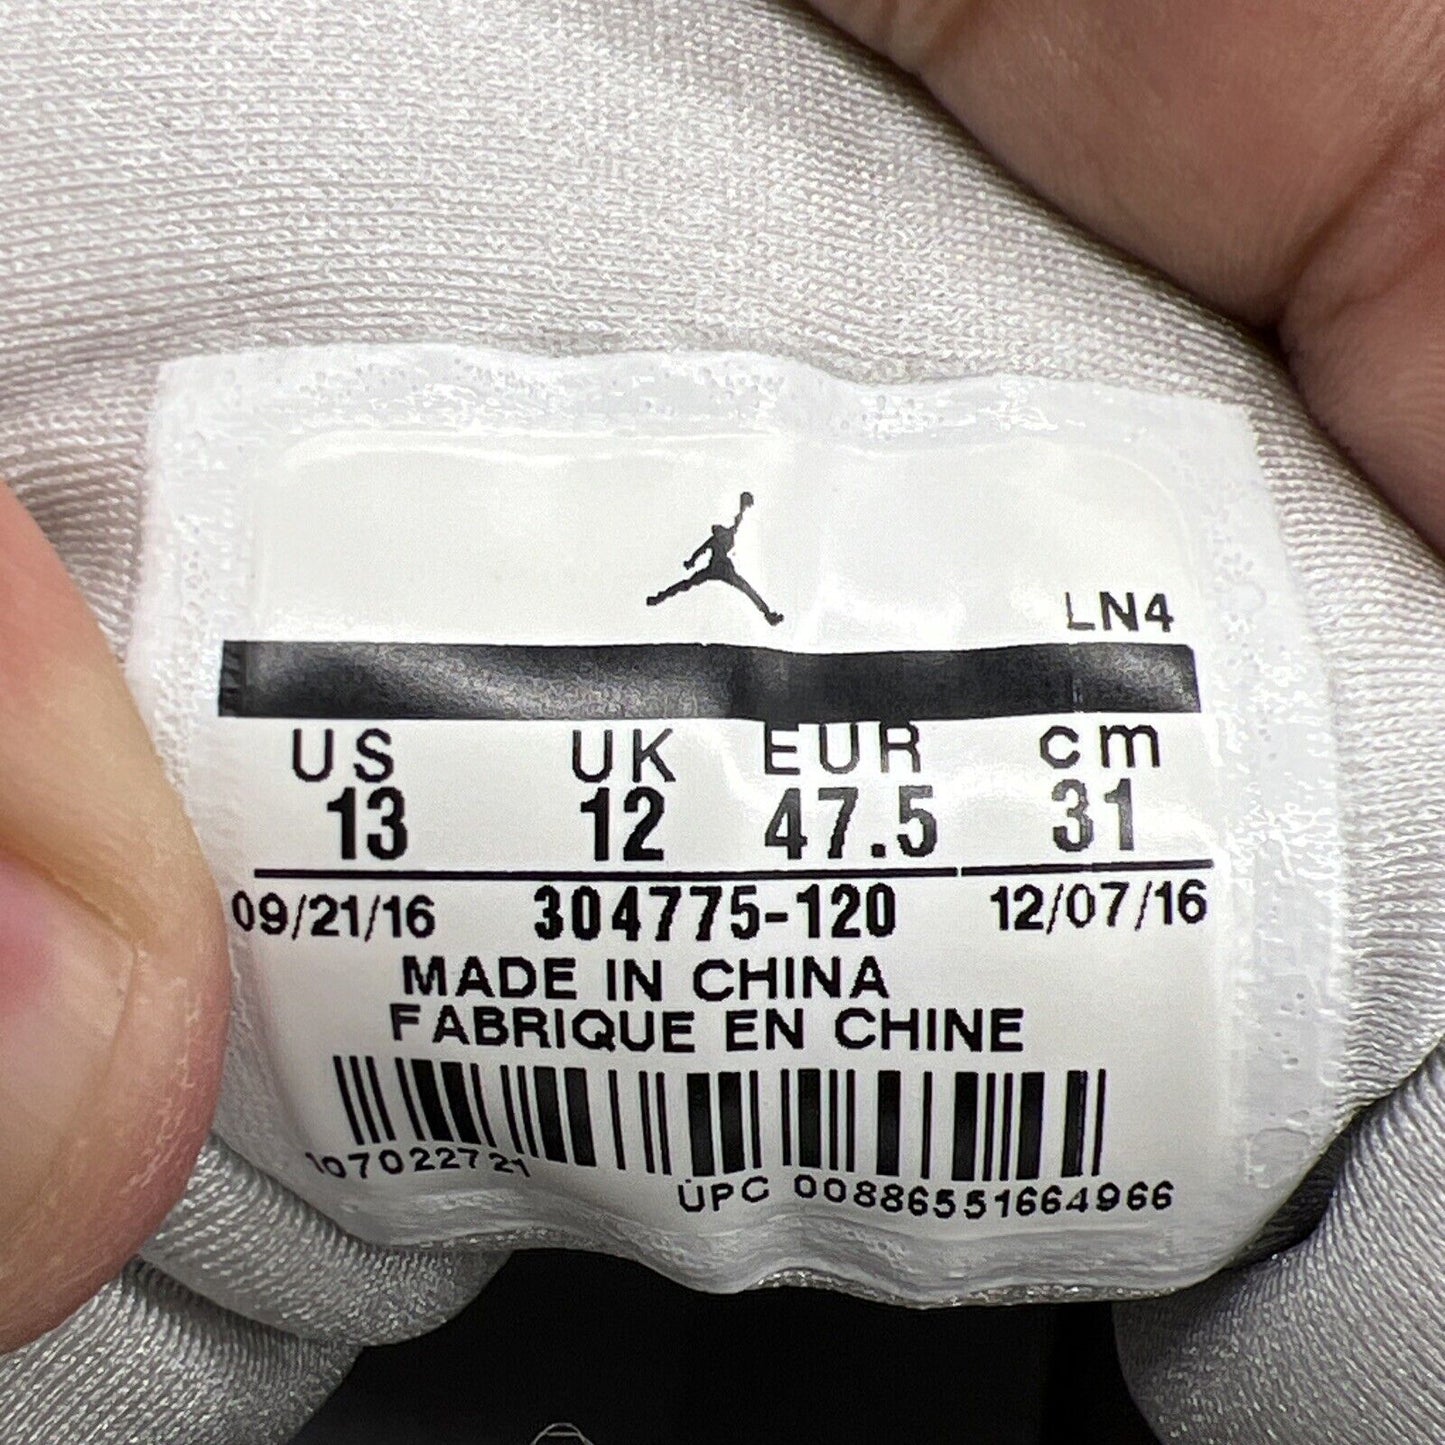 LN4
US UK EUR cm
13 12 47.5 31
09/21/16 304775-120 12/07/16
MADE IN CHINA
FABRIQUE EN CHINE
107022721
UPC 00886551664966